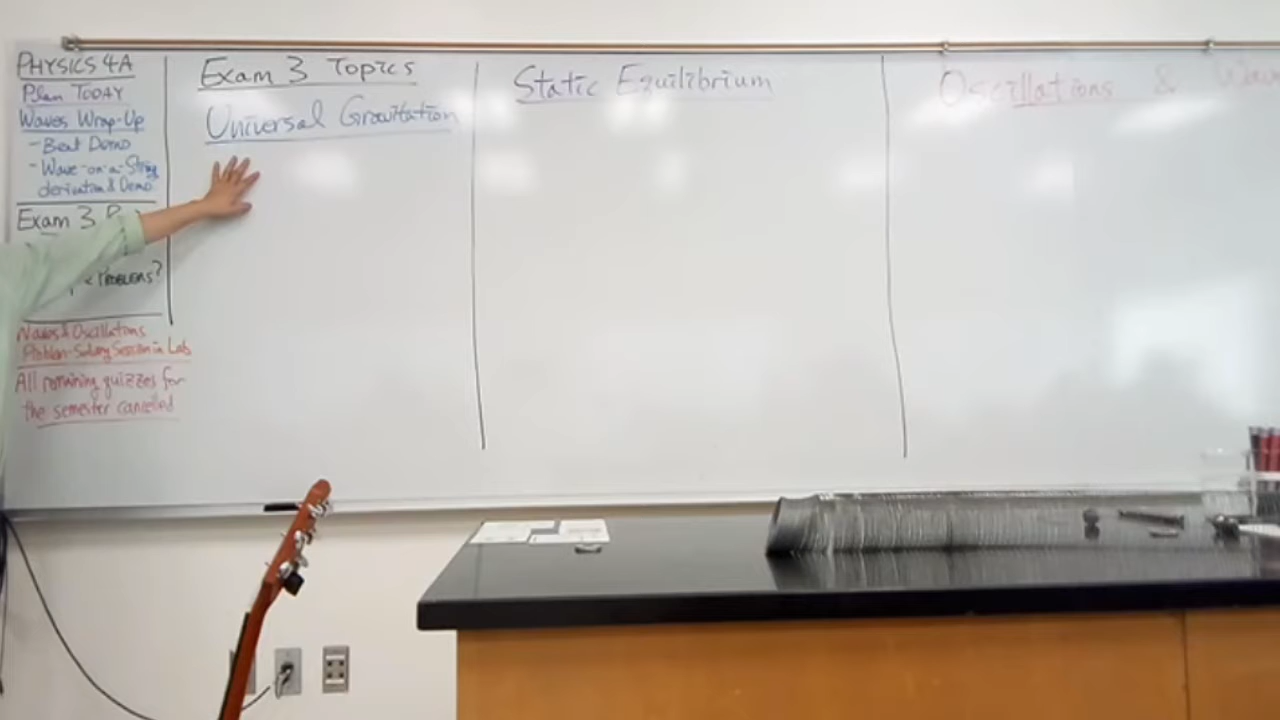 PHYSICS 4A
Plan TODAY
Waves Wrap-Up
- Beat Demo
- Wave-on-a-String
derivation & Demo
Exam 3
PROBLEMS?
Waves & Oscillations
Problem-Solving Session in Lab
All remaining quizzes for
the semester cancelled
Exam 3 Topics
Universal Gravitation
Static Equilibrium
Oscillations & Wav